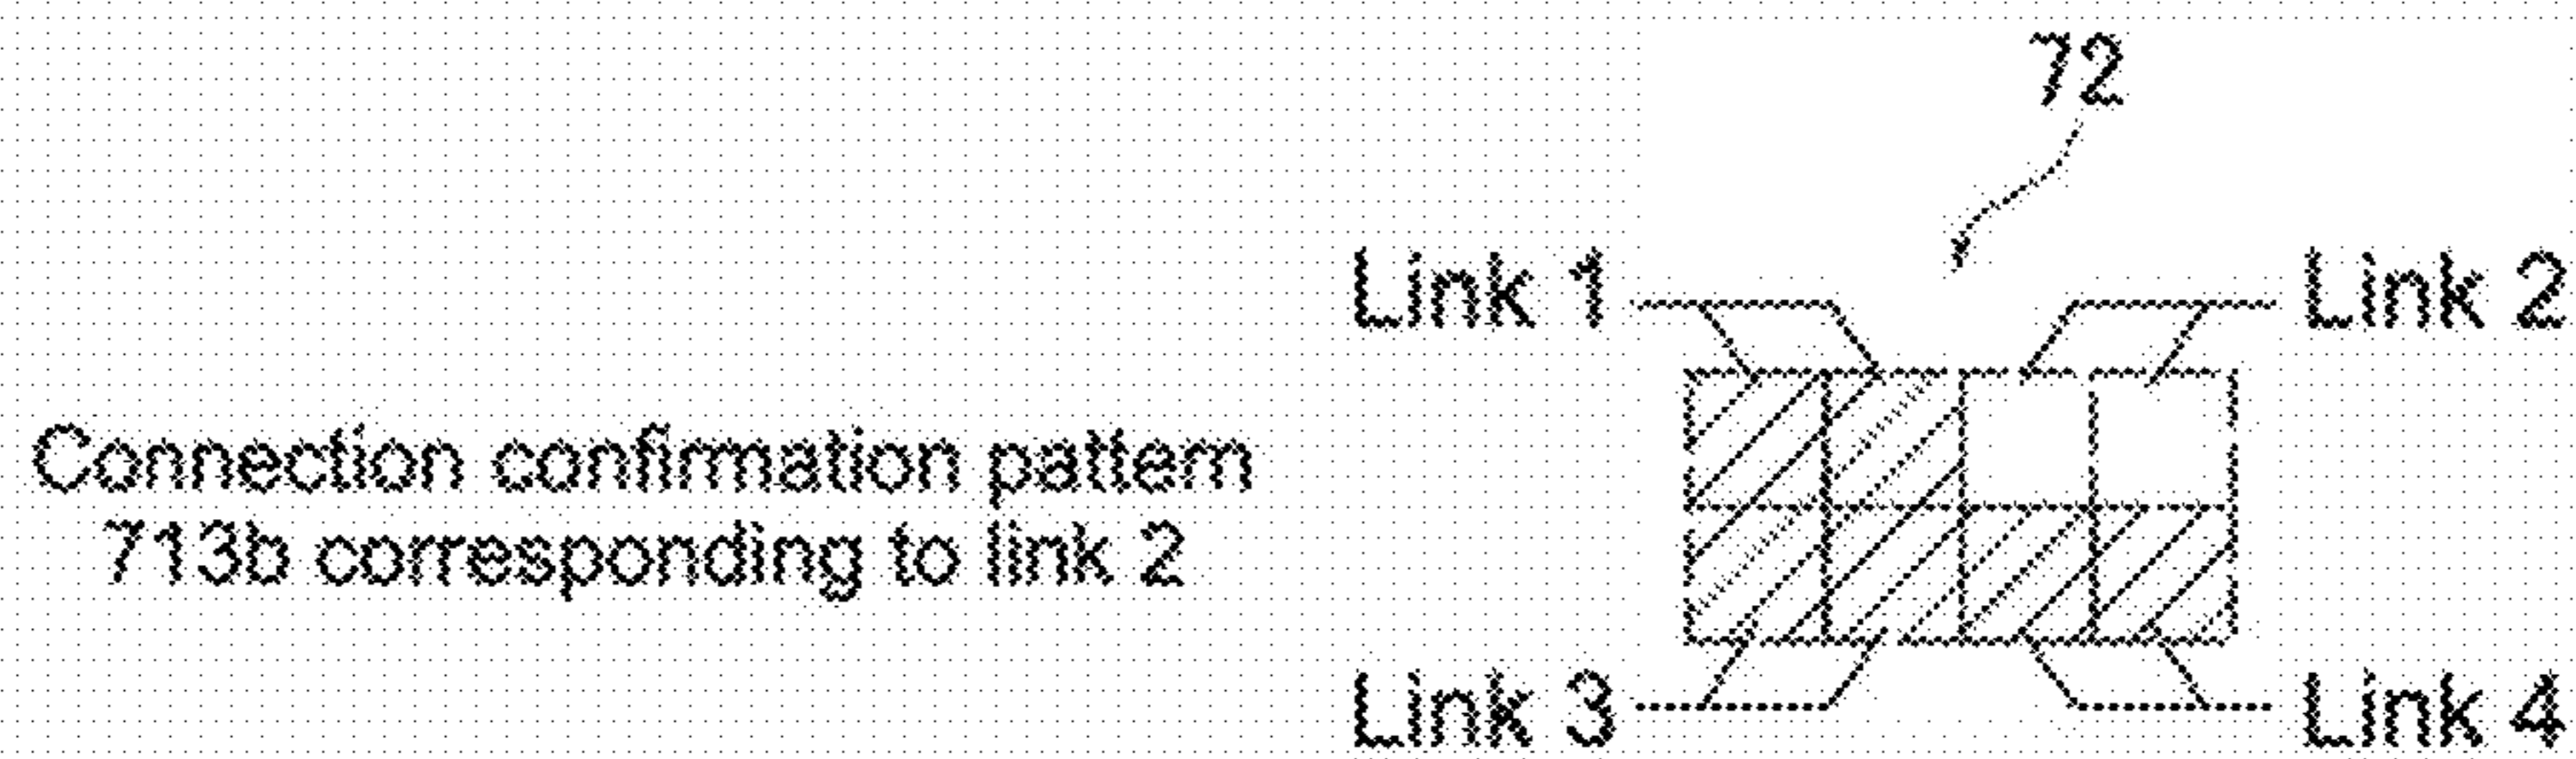 72
Link 1
Link 2
Connection confirmation pattern
713b corresponding to link 2
Link 3
Link 4